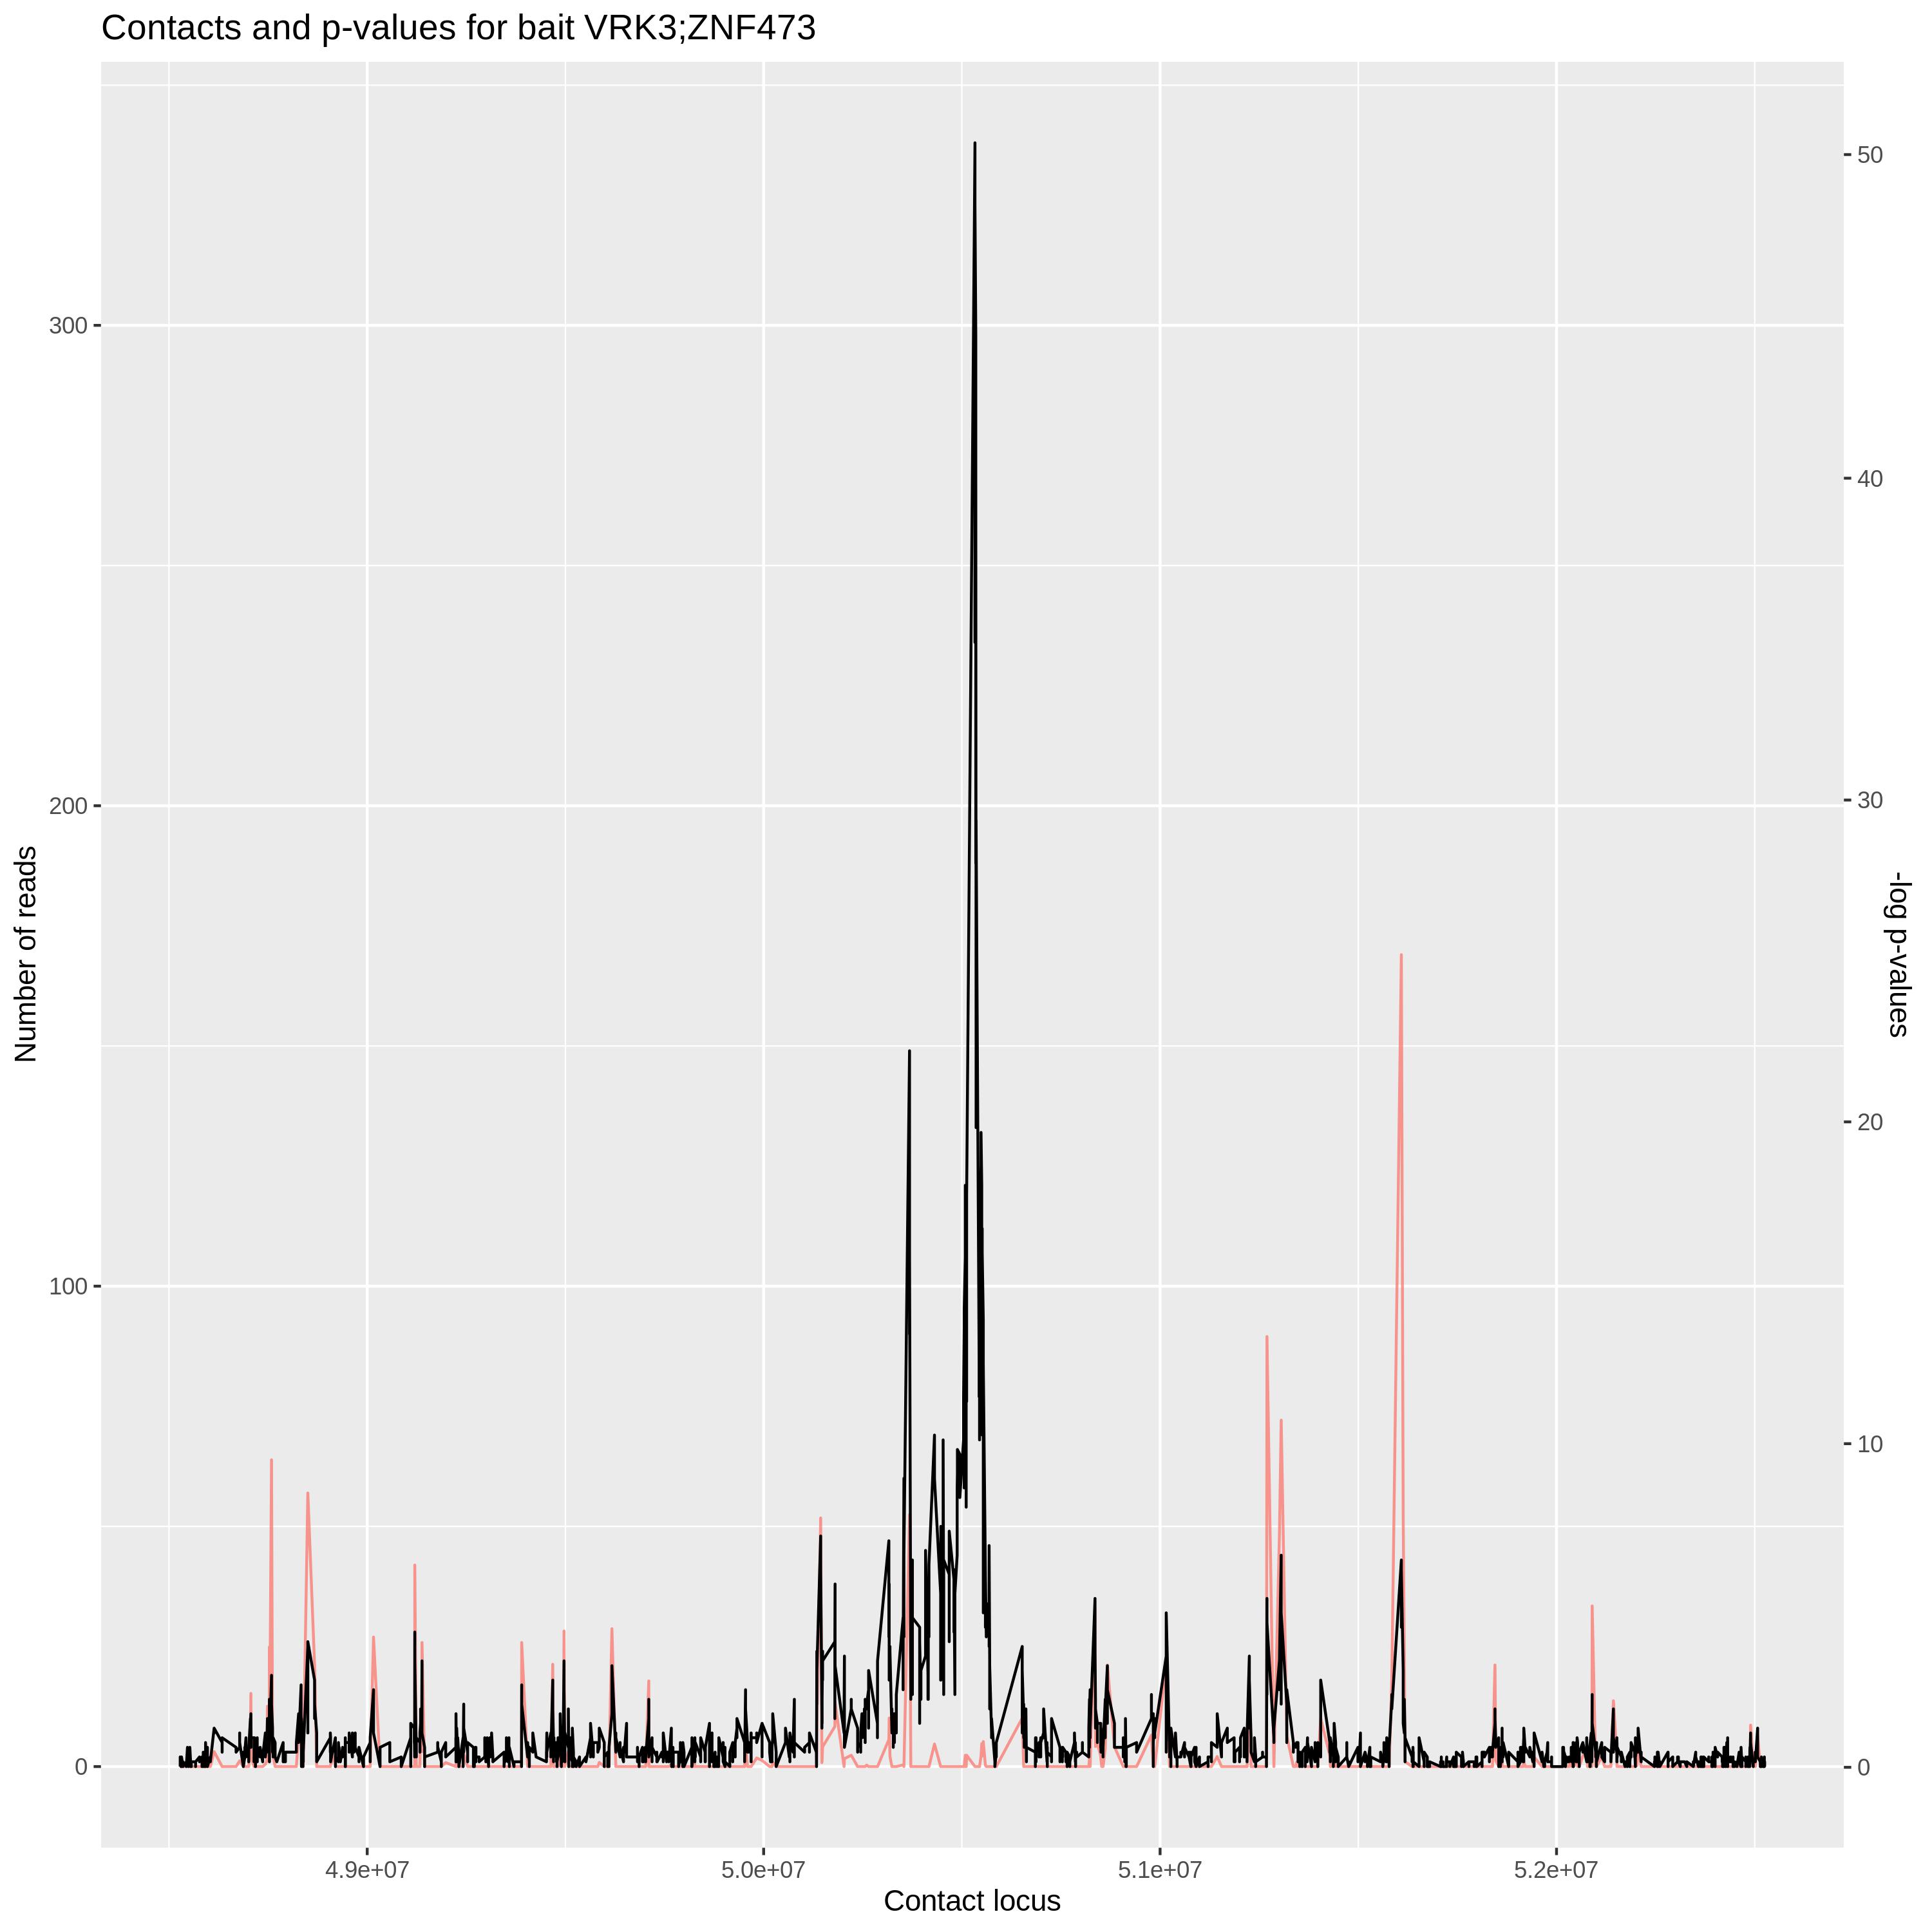 Contacts and p-values for bait VRK3;ZNF473
Number of reads
300
200
100
0
50
40
30
20
10
0
-log p-values
4.9e+07 5.0e+07 5.1e+07 5.2e+07
Contact locus